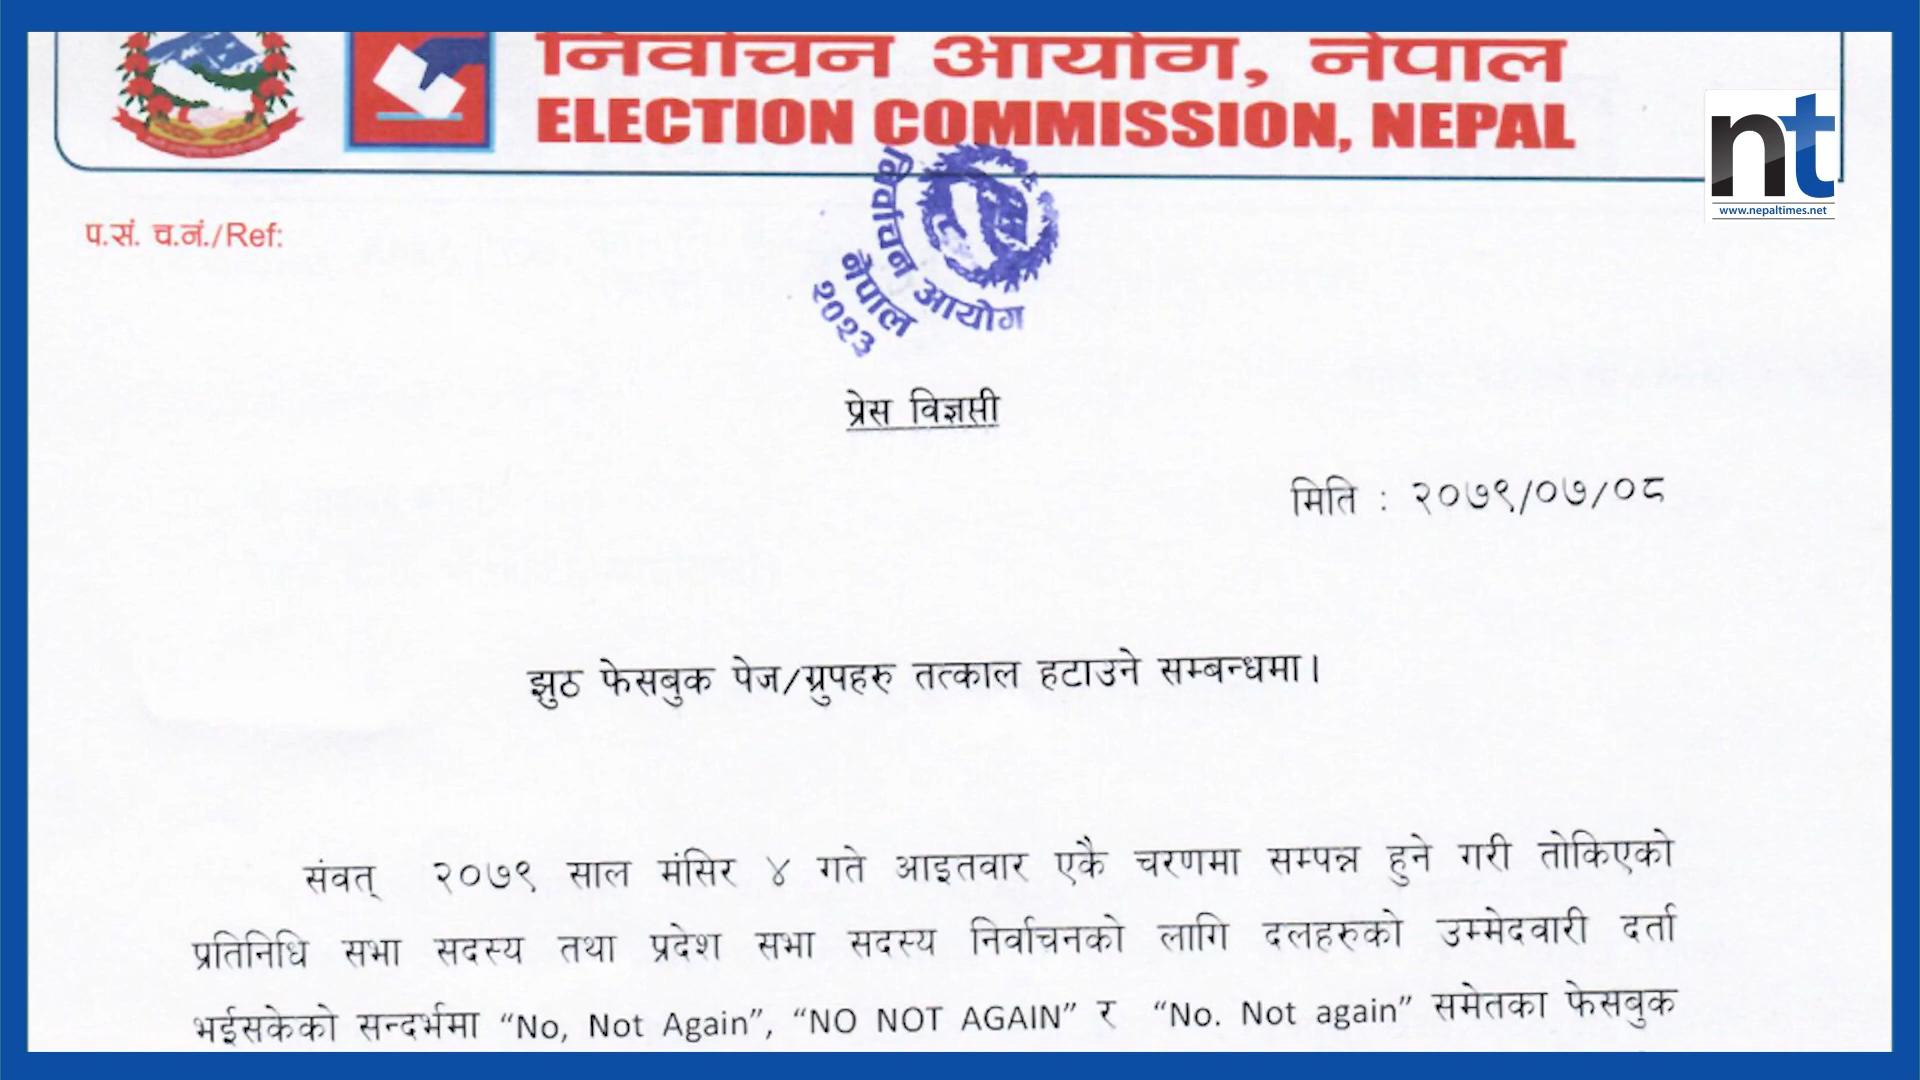 निर्वाचन आयोग, नेपाल
ELECTION COMMISSION, NEPAL
nt
www.nepaltimes.net
प.सं. च.नं./Ref:
निर्वाचन आयोग
नेपाल
२०२३
प्रेस विज्ञप्ती
मिति : २०७९/०७/०८
झुठ फेसबुक पेज/ग्रुपहरु तत्काल हटाउने सम्बन्धमा।
संवत् २०७९ साल मंसिर ४ गते आइतवार एकै चरणमा सम्पन्न हुने गरी तोकिएको
प्रतिनिधि सभा सदस्य तथा प्रदेश सभा सदस्य निर्वाचनको लागि दलहरुको उम्मेदवारी दर्ता
भईसकेको सन्दर्भमा “No, Not Again”, “NO NOT AGAIN” र “No. Not again” समेतका फेसबुक